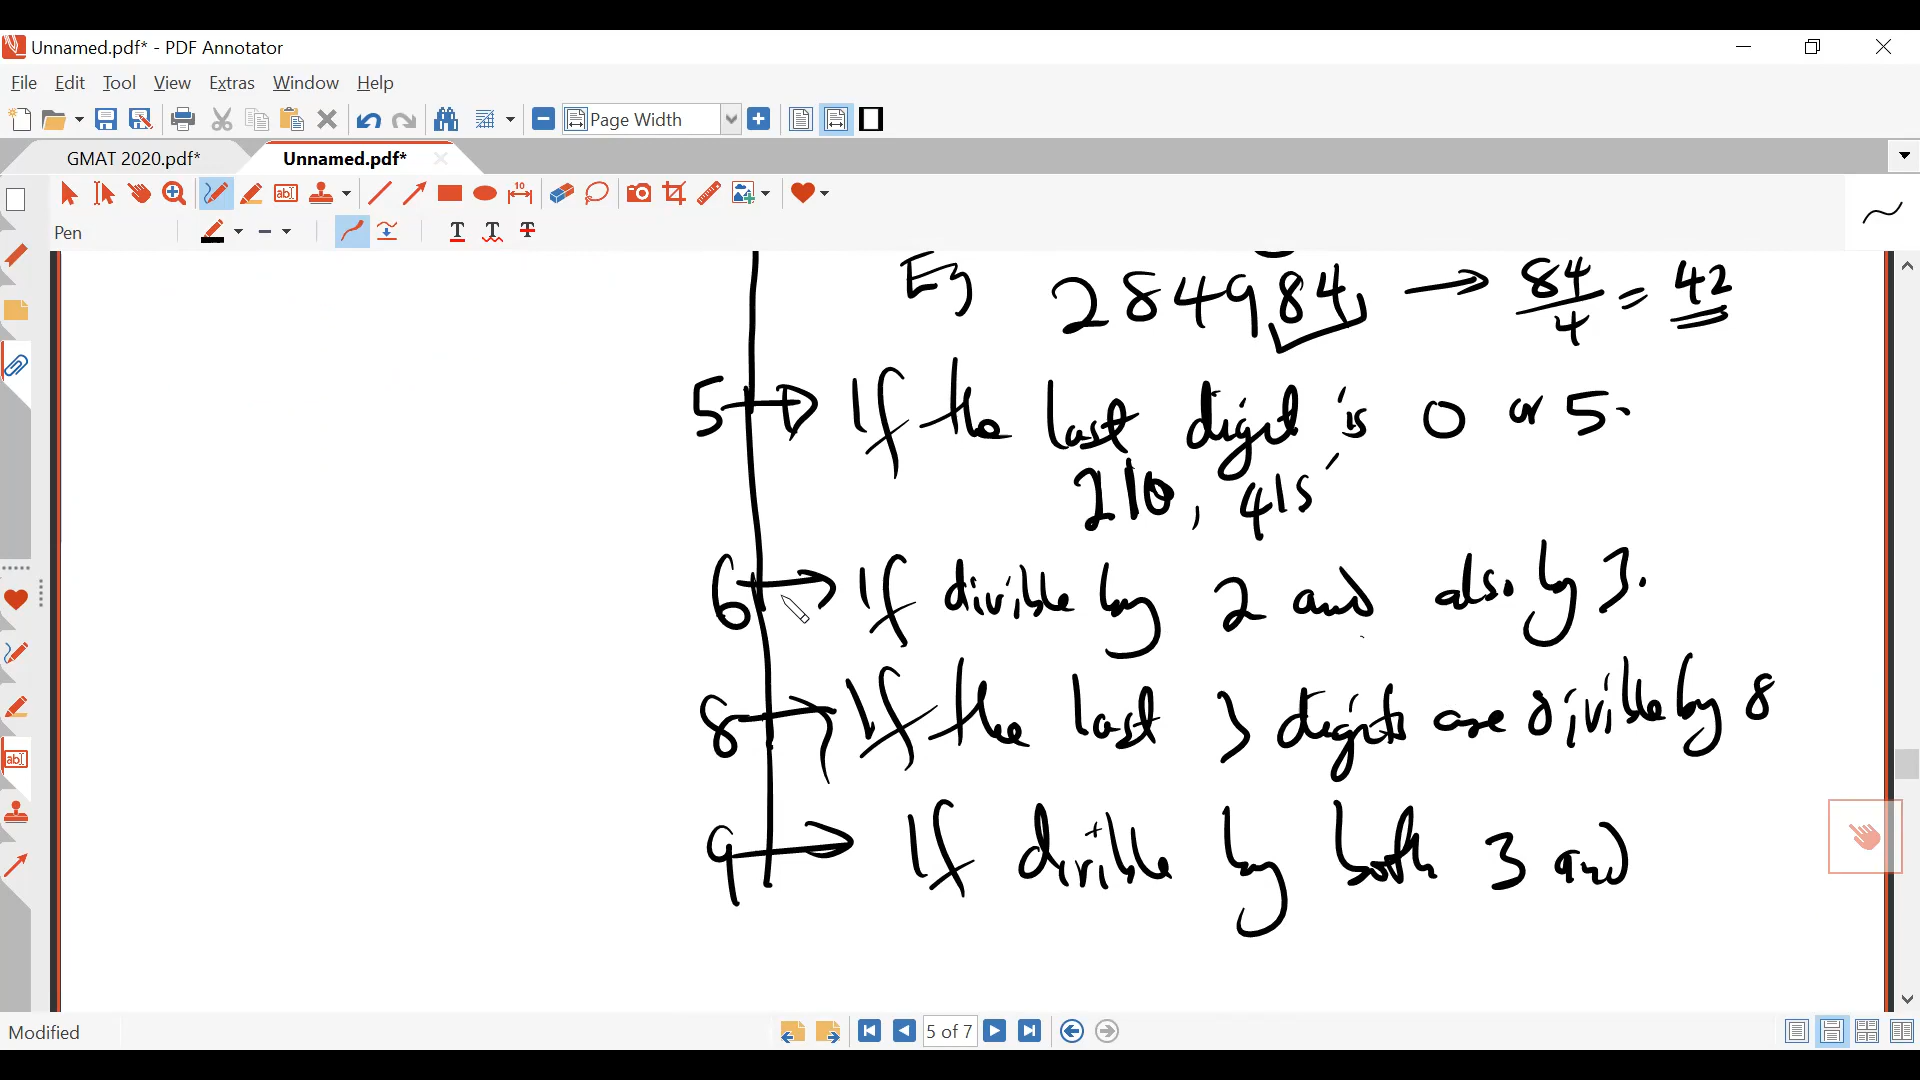 Unnamed.pdf* - PDF Annotator
File Edit Tool View Extras Window Help
Page Width
GMAT 2020.pdf* Unnamed.pdf*
10
ab
Pen
T T T
Eg 284984 → 84/4 = 42
5 → If the last digit is 0 or 5.
210, 415
6 → If divisible by 2 and also by 3.
8 → If the last 3 digits are divisible by 8
9 → If divisible by both 3 and
ab
Modified 5 of 7